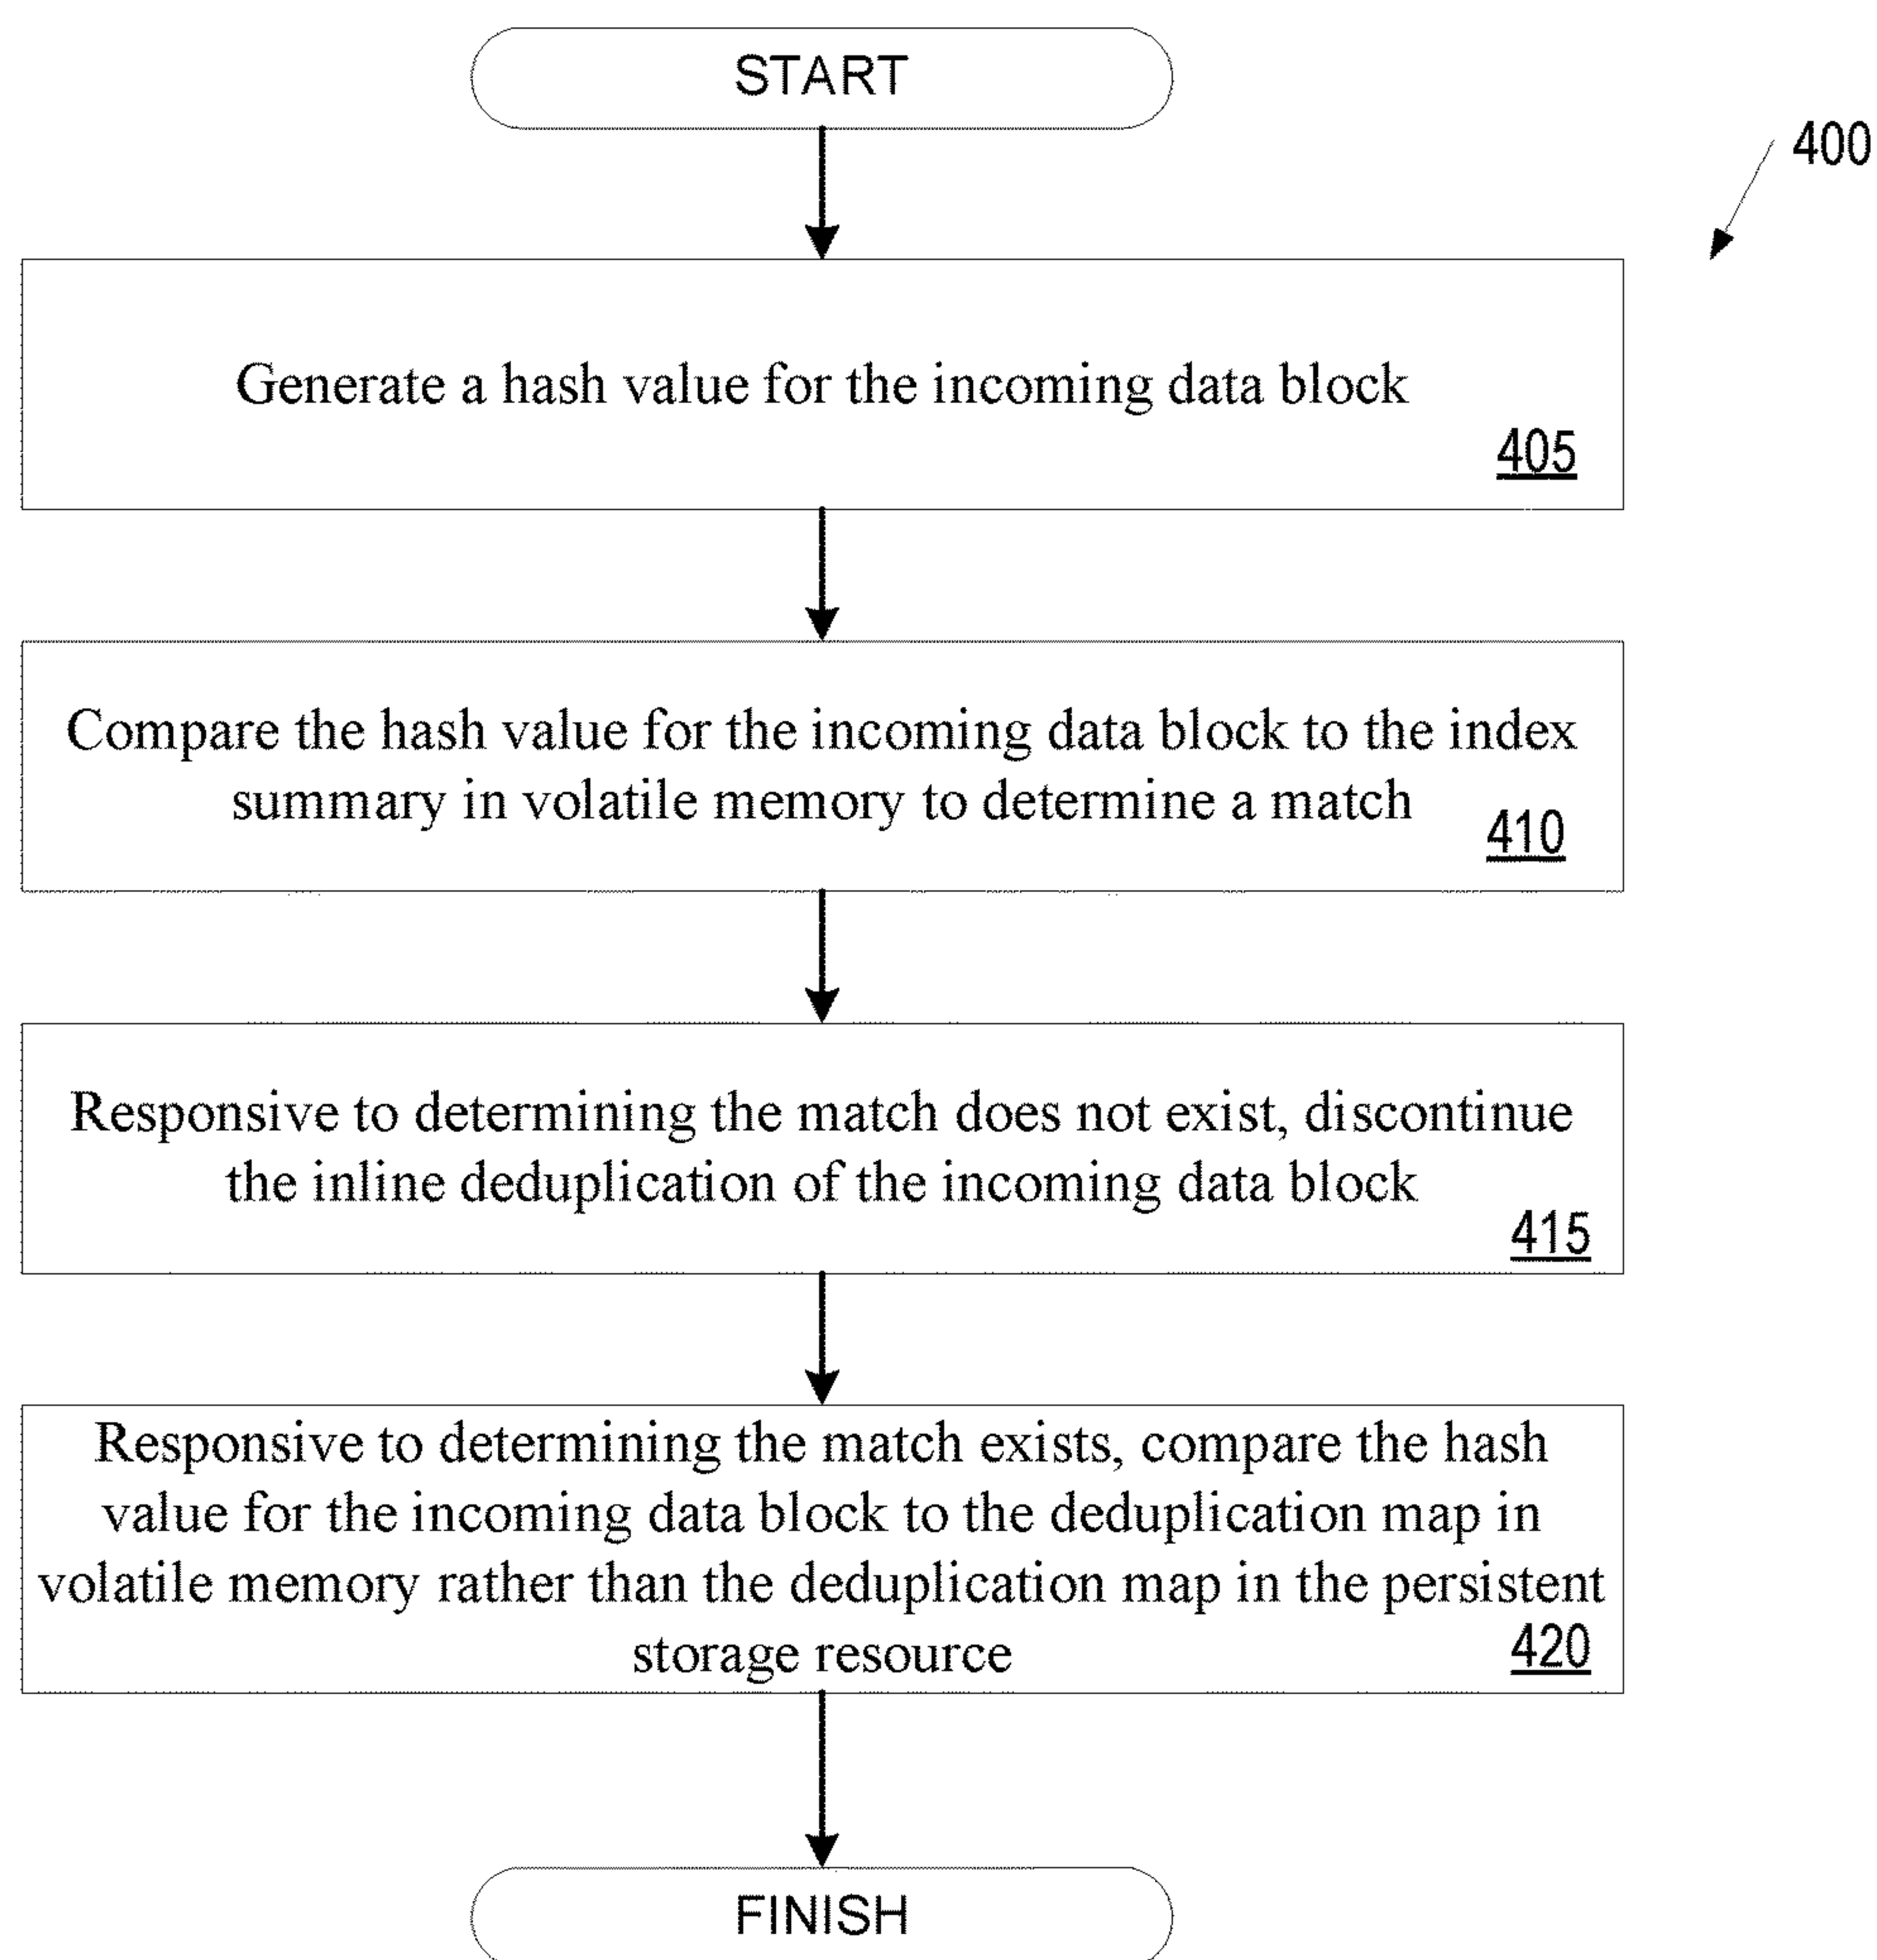 START
400
Generate a hash value for the incoming data block
405
Compare the hash value for the incoming data block to the index
summary in volatile memory to determine a match
410
Responsive to determining the match does not exist, discontinue
the inline deduplication of the incoming data block
415
Responsive to determining the match exists, compare the hash
value for the incoming data block to the deduplication map in
volatile memory rather than the deduplication map in the persistent
storage resource
420
FINISH